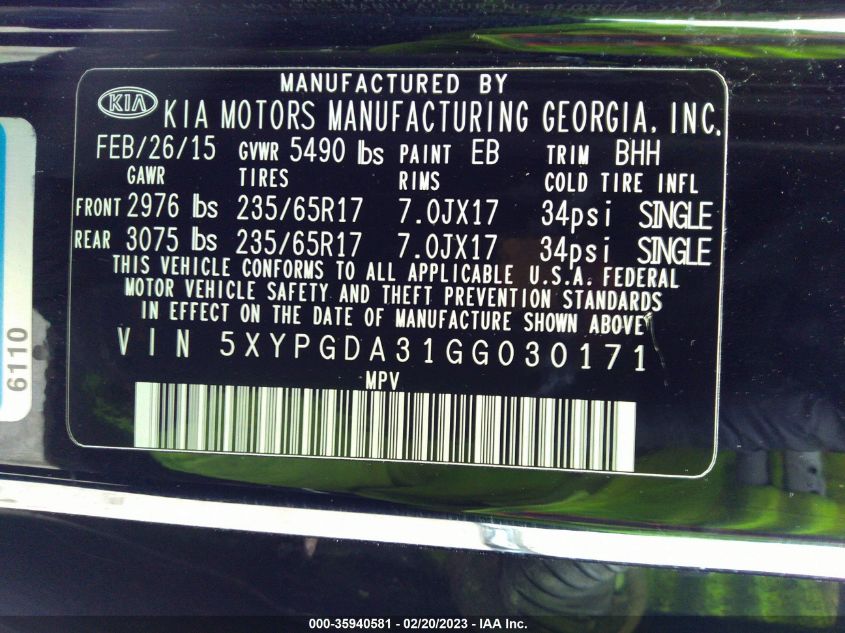 MANUFACTURED BY
KIA KIA MOTORS MANUFACTURING GEORGIA, INC.
FEB/26/15 GVWR 5490 lbs PAINT EB TRIM BHH
GAWR TIRES RIMS COLD TIRE INFL
FRONT 2976 lbs 235/65R17 7.0JX17 34psi SINGLE
REAR 3075 lbs 235/65R17 7.0JX17 34psi SINGLE
THIS VEHICLE CONFORMS TO ALL APPLICABLE U.S.A. FEDERAL
MOTOR VEHICLE SAFETY AND THEFT PREVENTION STANDARDS
IN EFFECT ON THE DATE OF MANUFACTURE SHOWN ABOVE
VIN 5XYPGDA31GG030171
MPV
6110
000-35940581 - 02/20/2023 - IAA Inc.